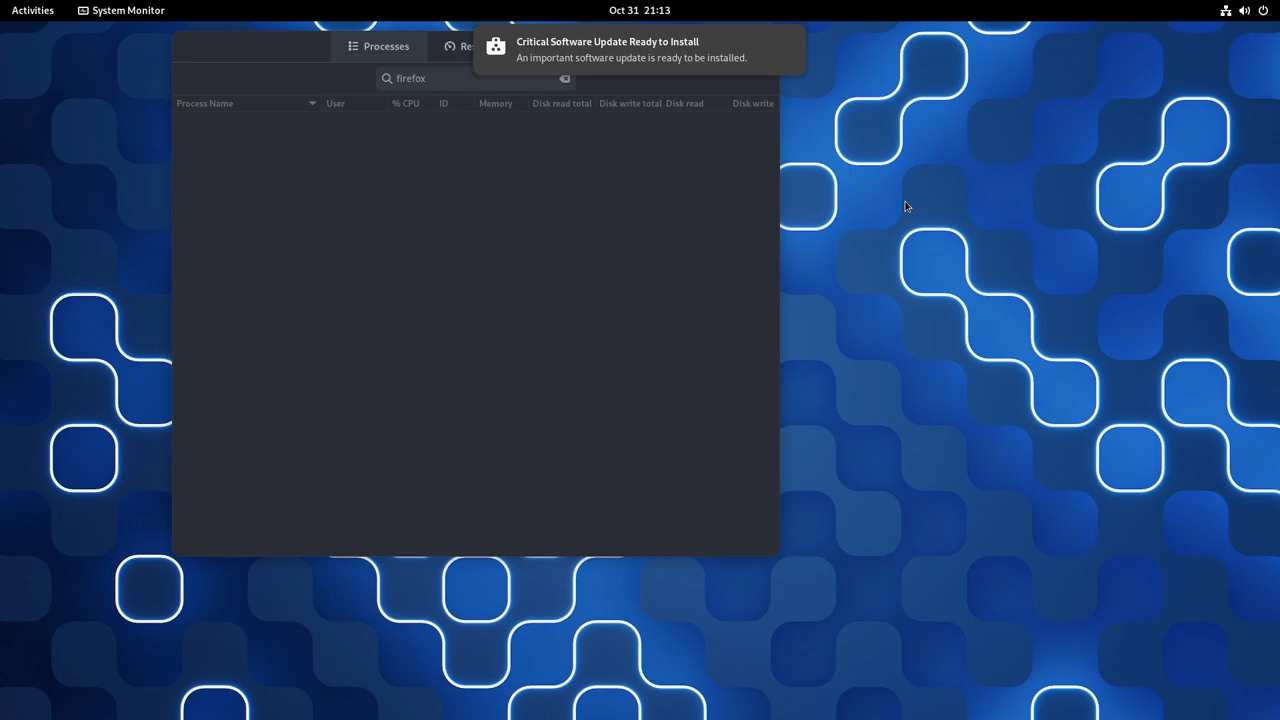 Activities
System Monitor
Oct 31 21:13
Critical Software Update Ready to Install
An important software update is ready to be installed.
Processes
firefox
Process Name
User
% CPU
ID
Memory
Disk read total
Disk write total
Disk read
Disk write